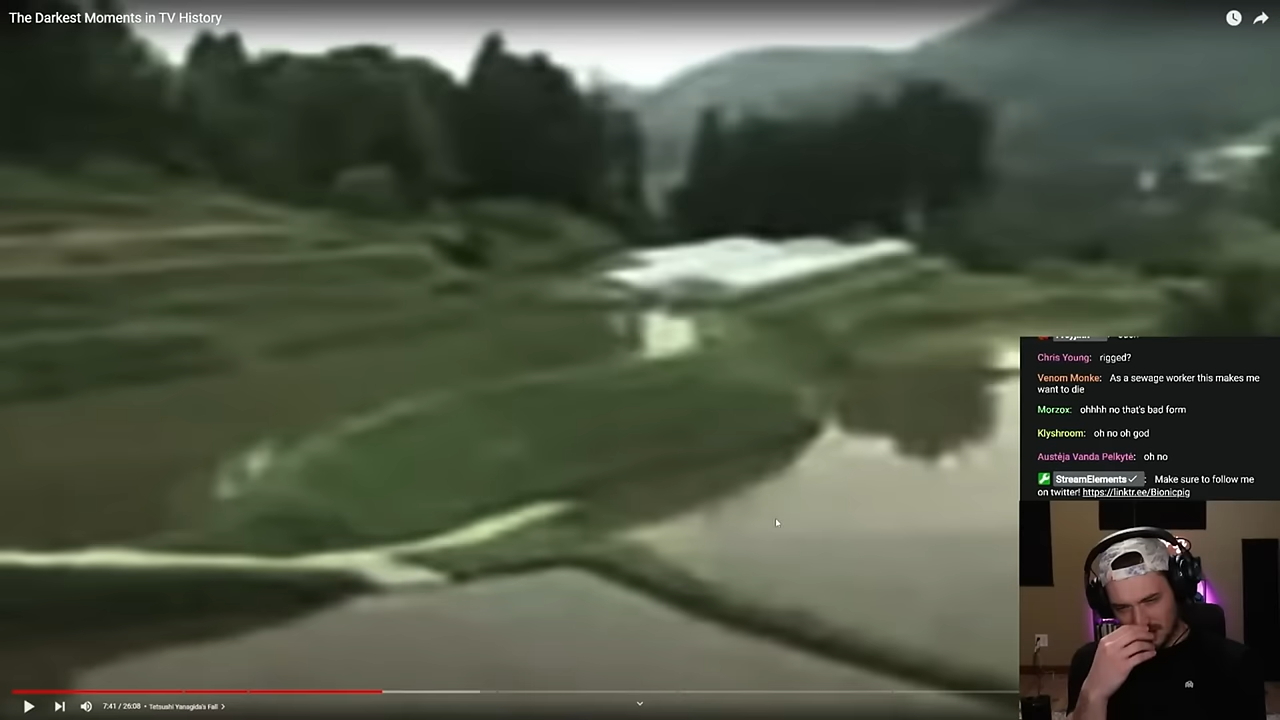 The Darkest Moments in TV History
Chris Young: rigged?
Venom Monke: As a sewage worker this makes me
want to die
Morzox: ohhhh no that's bad form
Klyshroom: oh no oh god
Austėja Vanda Pelkytė: oh no
StreamElements ✓: Make sure to follow me
on twitter! https://linktr.ee/Bionicpig
7:41 / 26:08 • Tetsushi Yanagida's Fall >